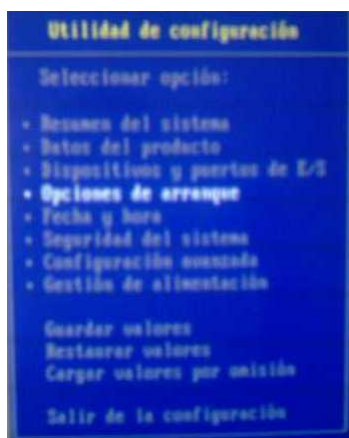 Utilidad de configuración
Seleccionar opción:
• Resumen del sistema
• Datos del producto
• Dispositivos y puertos de E/S
• Opciones de arranque
• Fecha y hora
• Seguridad del sistema
• Configuración avanzada
• Gestión de alimentación
Guardar valores
Restaurar valores
Cargar valores por omisión
Salir de la configuración